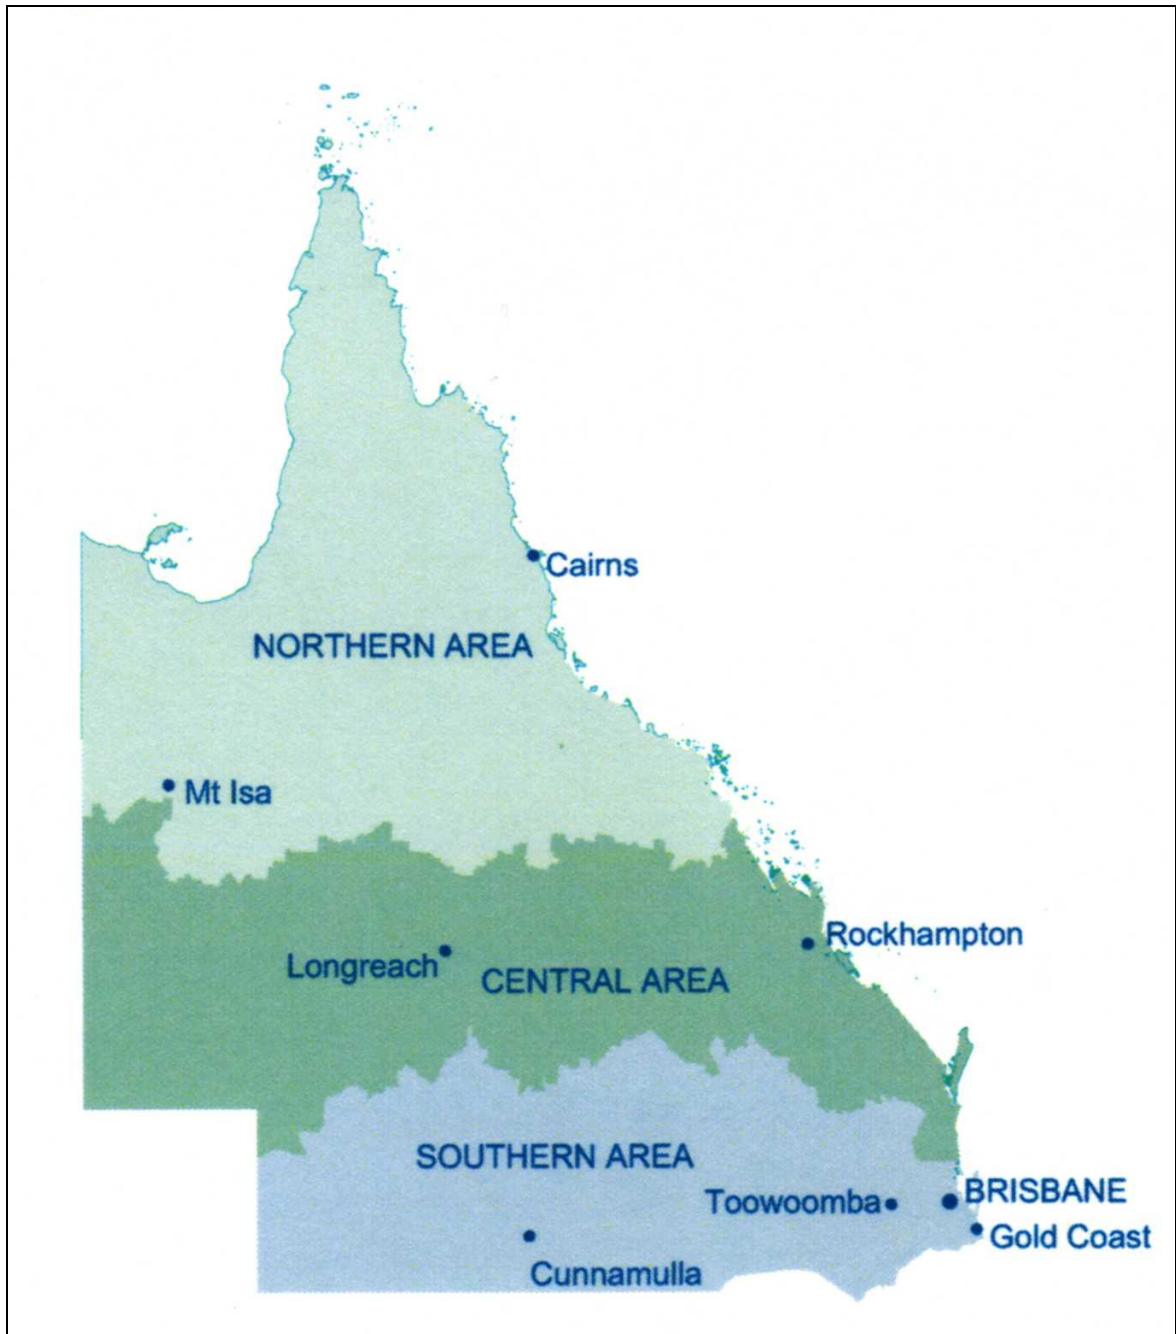 Cairns
NORTHERN AREA
Mt Isa
Rockhampton
Longreach
CENTRAL AREA
SOUTHERN AREA
BRISBANE
Toowoomba
Gold Coast
Cunnamulla